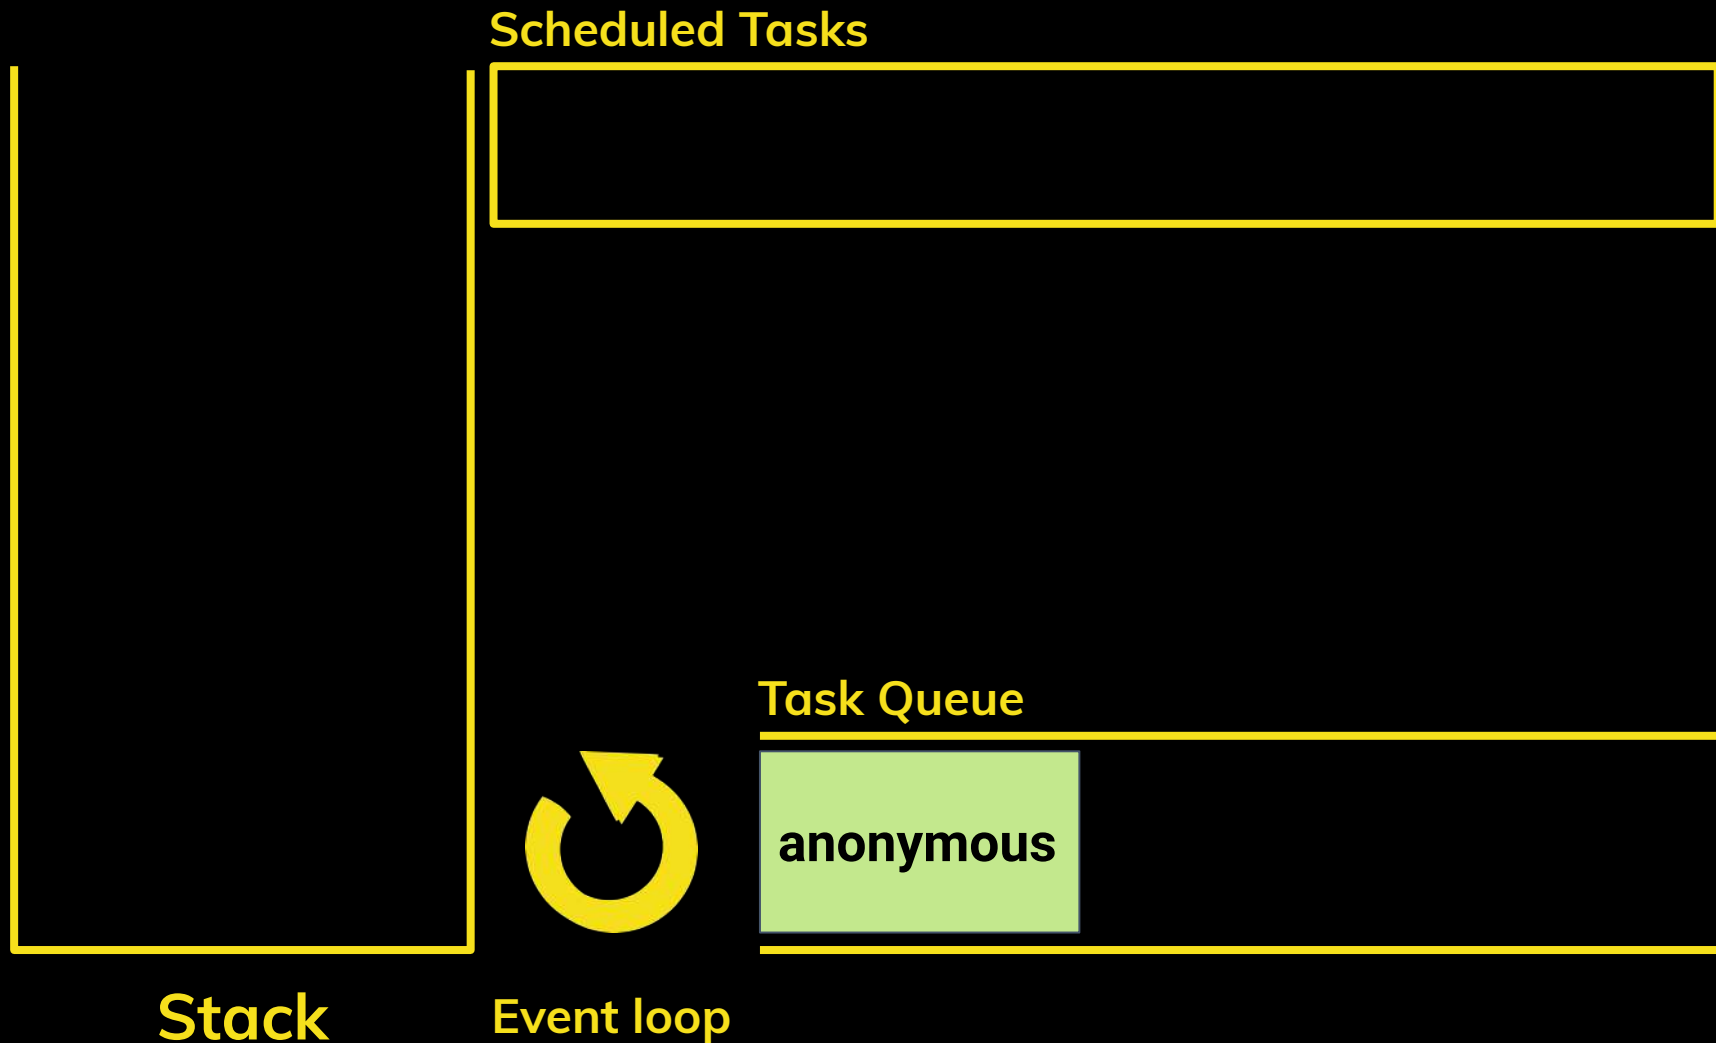 Scheduled Tasks
Task Queue
anonymous
Stack
Event loop